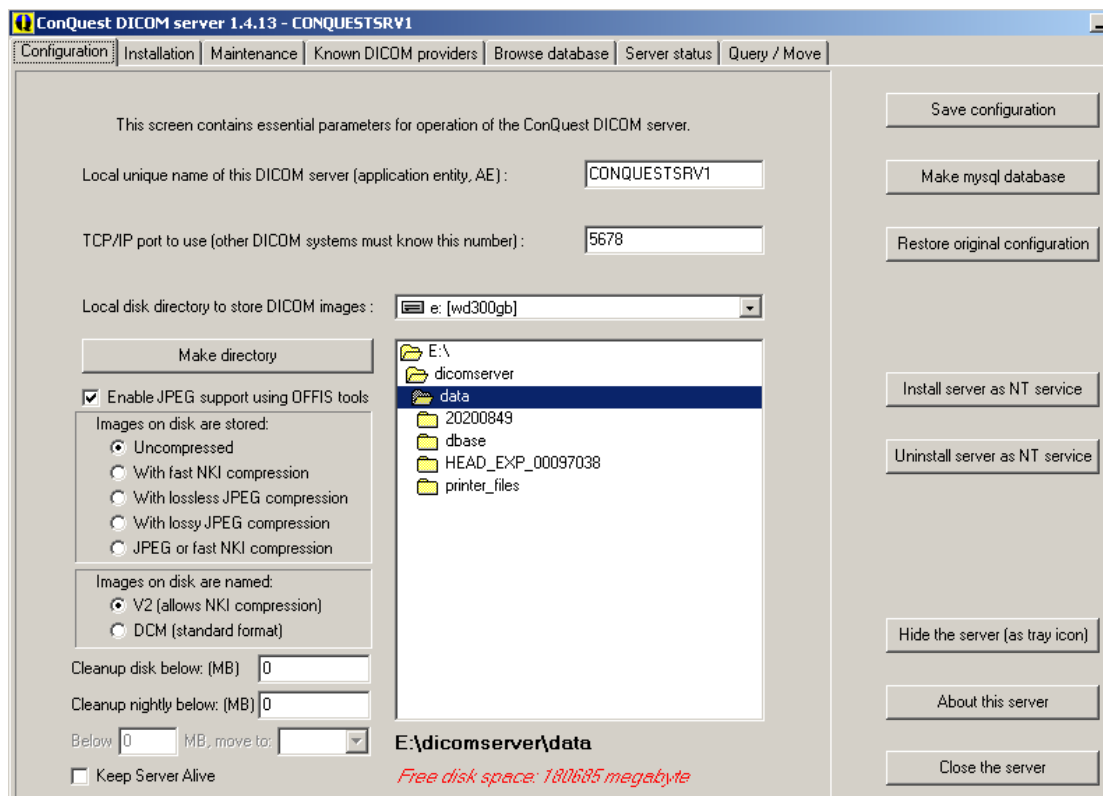 ConQuest DICOM server 1.4.13 - CONQUESTSRV1
Configuration Installation Maintenance Known DICOM providers Browse database Server status Query / Move
This screen contains essential parameters for operation of the ConQuest DICOM server.
Save configuration
Local unique name of this DICOM server (application entity, AE) : CONQUESTSRV1
Make mysql database
TCP/IP port to use (other DICOM systems must know this number) : 5678
Restore original configuration
Local disk directory to store DICOM images : e: [wd300gb]
Make directory
E:\
dicomserver
data
20200849
dbase
HEAD_EXP_00097038
printer_files
Enable JPEG support using OFFIS tools
Images on disk are stored:
Uncompressed
With fast NKI compression
With lossless JPEG compression
With lossy JPEG compression
JPEG or fast NKI compression
Images on disk are named:
V2 (allows NKI compression)
DCM (standard format)
Cleanup disk below: (MB) 0
Cleanup nightly below: (MB) 0
Below 0 MB, move to:
Keep Server Alive
E:\dicomserver\data
Free disk space: 180685 megabyte
Install server as NT service
Uninstall server as NT service
Hide the server (as tray icon)
About this server
Close the server